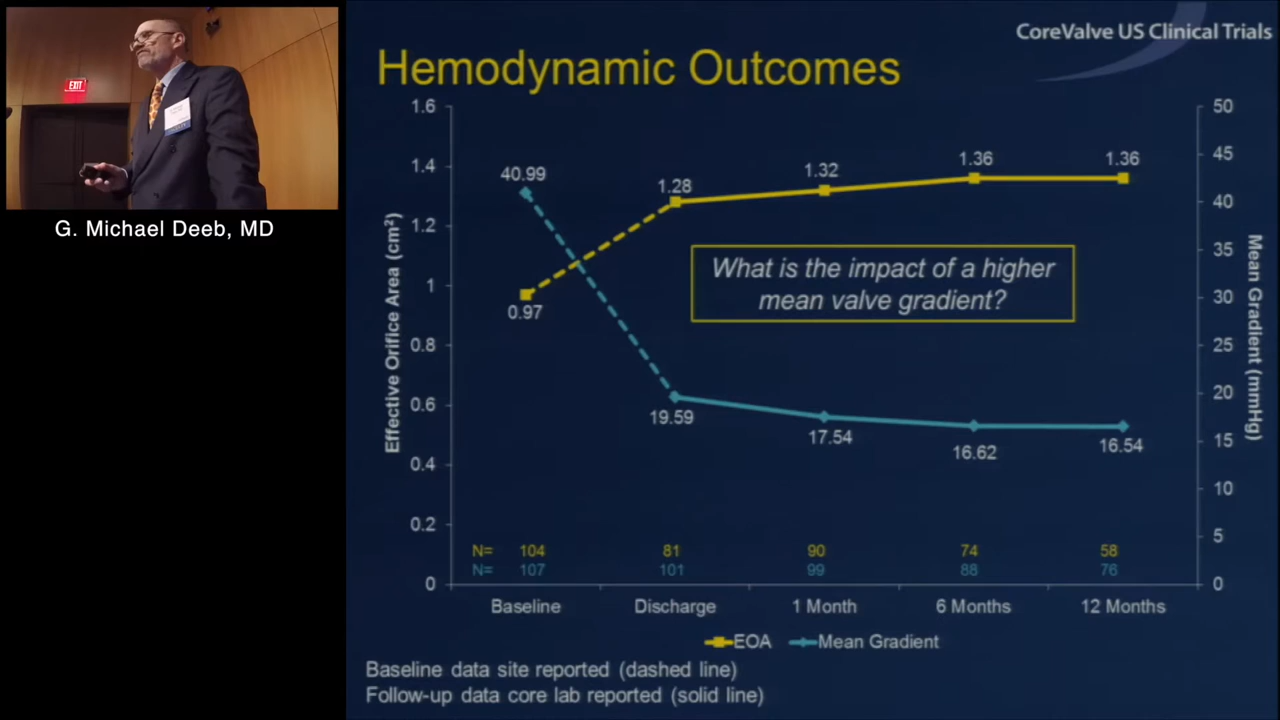 EXIT
G. Michael Deeb, MD
CoreValve US Clinical Trials
Hemodynamic Outcomes
Effective Orifice Area (cm²)
1.6
1.4
1.2
1
0.8
0.6
0.4
0.2
0
50
45
40
35
30
25
20
15
10
5
0
Mean Gradient (mmHg)
40.99
1.28
1.32
1.36
1.36
What is the impact of a higher
mean valve gradient?
0.97
19.59
17.54
16.62
16.54
N= 104 81 90 74 58
N= 107 101 99 88 76
Baseline Discharge 1 Month 6 Months 12 Months
EOA Mean Gradient
Baseline data site reported (dashed line)
Follow-up data core lab reported (solid line)